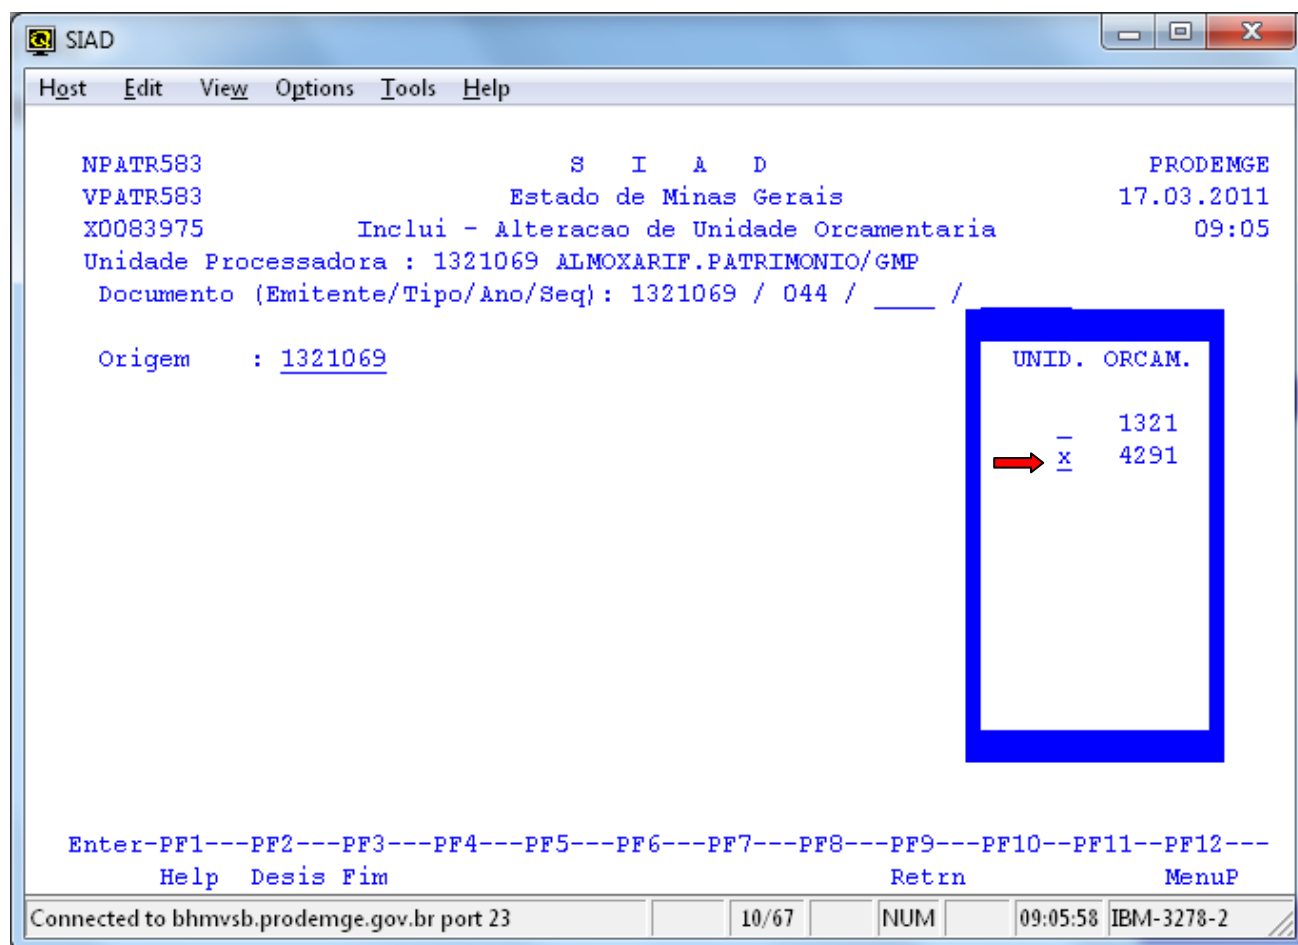 SIAD
Host Edit View Options Tools Help
NPATR583 S I A D PRODEMGE
VPATR583 Estado de Minas Gerais 17.03.2011
X0083975 Inclui - Alteracao de Unidade Orcamentaria 09:05
Unidade Processadora : 1321069 ALMOXARIF.PATRIMONIO/GMP
Documento (Emitente/Tipo/Ano/Seq): 1321069 / 044 / ____ / ______
Origem : 1321069 UNID. ORCAM.
_ 1321
x 4291
Enter-PF1---PF2---PF3---PF4---PF5---PF6---PF7---PF8---PF9---PF10--PF11--PF12---
Help Desis Fim Retrn MenuP
Connected to bhmvsb.prodemge.gov.br port 23 10/67 NUM 09:05:58 IBM-3278-2